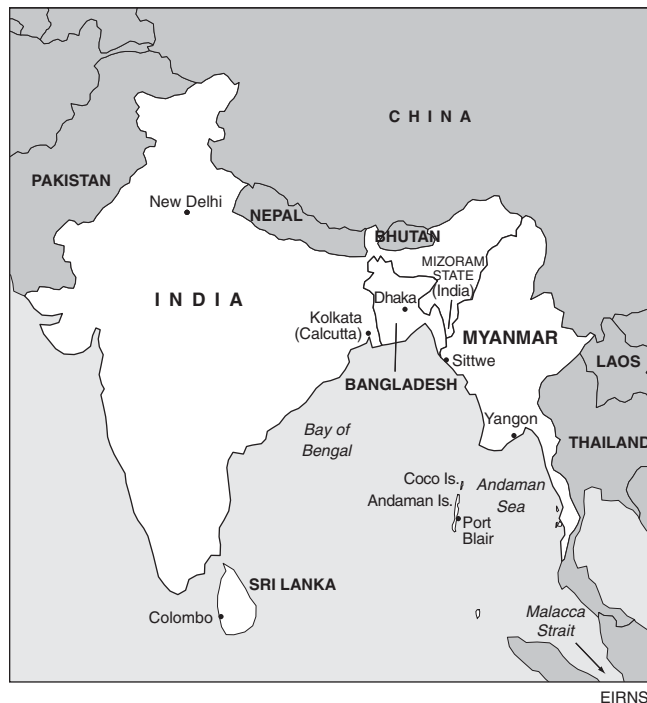 CHINA
PAKISTAN
New Delhi
NEPAL
BHUTAN
MIZORAM
STATE
(India)
INDIA
Dhaka
Kolkata
(Calcutta)
MYANMAR
Sittwe
LAOS
BANGLADESH
Yangon
THAILAND
Bay of
Bengal
Coco Is.
Andaman Is.
Andaman
Sea
Port
Blair
SRI LANKA
Colombo
Malacca
Strait
EIRNS